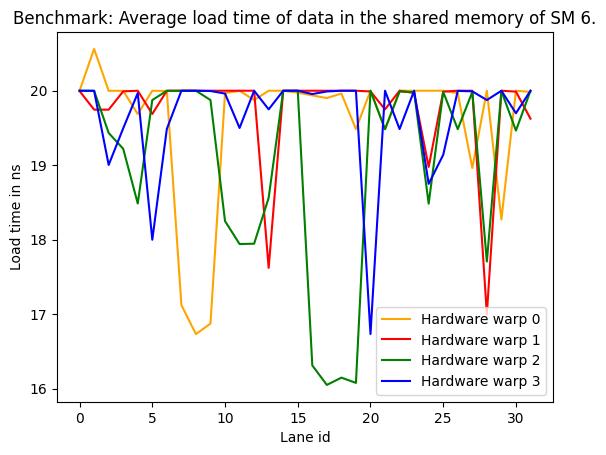 Benchmark: Average load time of data in the shared memory of SM 6.
Load time in ns
20
19
18
17
16
0 5 10 15 20 25 30
Lane id
Hardware warp 0
Hardware warp 1
Hardware warp 2
Hardware warp 3